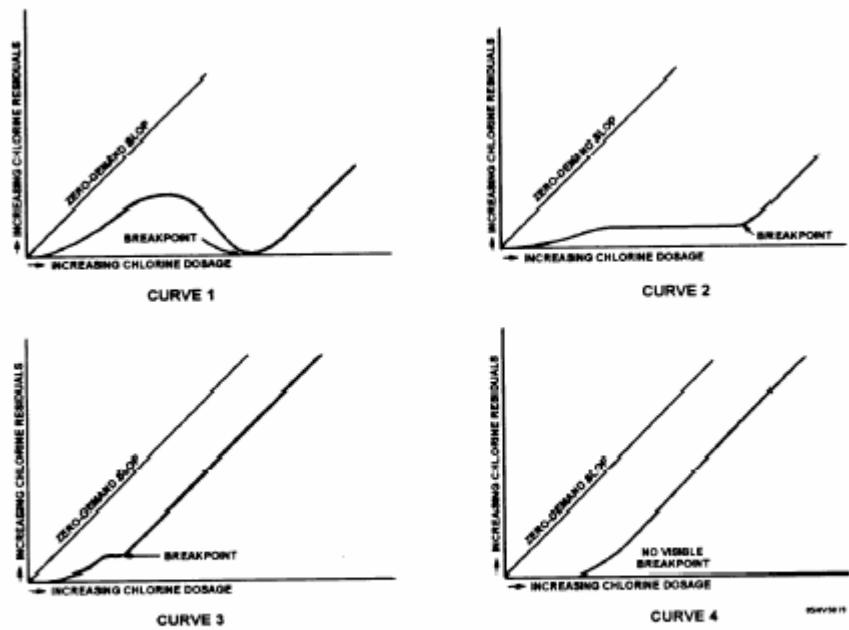 INCREASING CHLORINE RESIDUALS
ZERO-DEMAND SLOP
BREAKPOINT
INCREASING CHLORINE DOSAGE
CURVE 1
INCREASING CHLORINE RESIDUALS
ZERO-DEMAND SLOP
BREAKPOINT
INCREASING CHLORINE DOSAGE
CURVE 2
INCREASING CHLORINE RESIDUALS
ZERO-DEMAND SLOP
BREAKPOINT
INCREASING CHLORINE DOSAGE
CURVE 3
INCREASING CHLORINE RESIDUALS
ZERO-DEMAND SLOP
NO VISIBLE
BREAKPOINT
INCREASING CHLORINE DOSAGE
CURVE 4